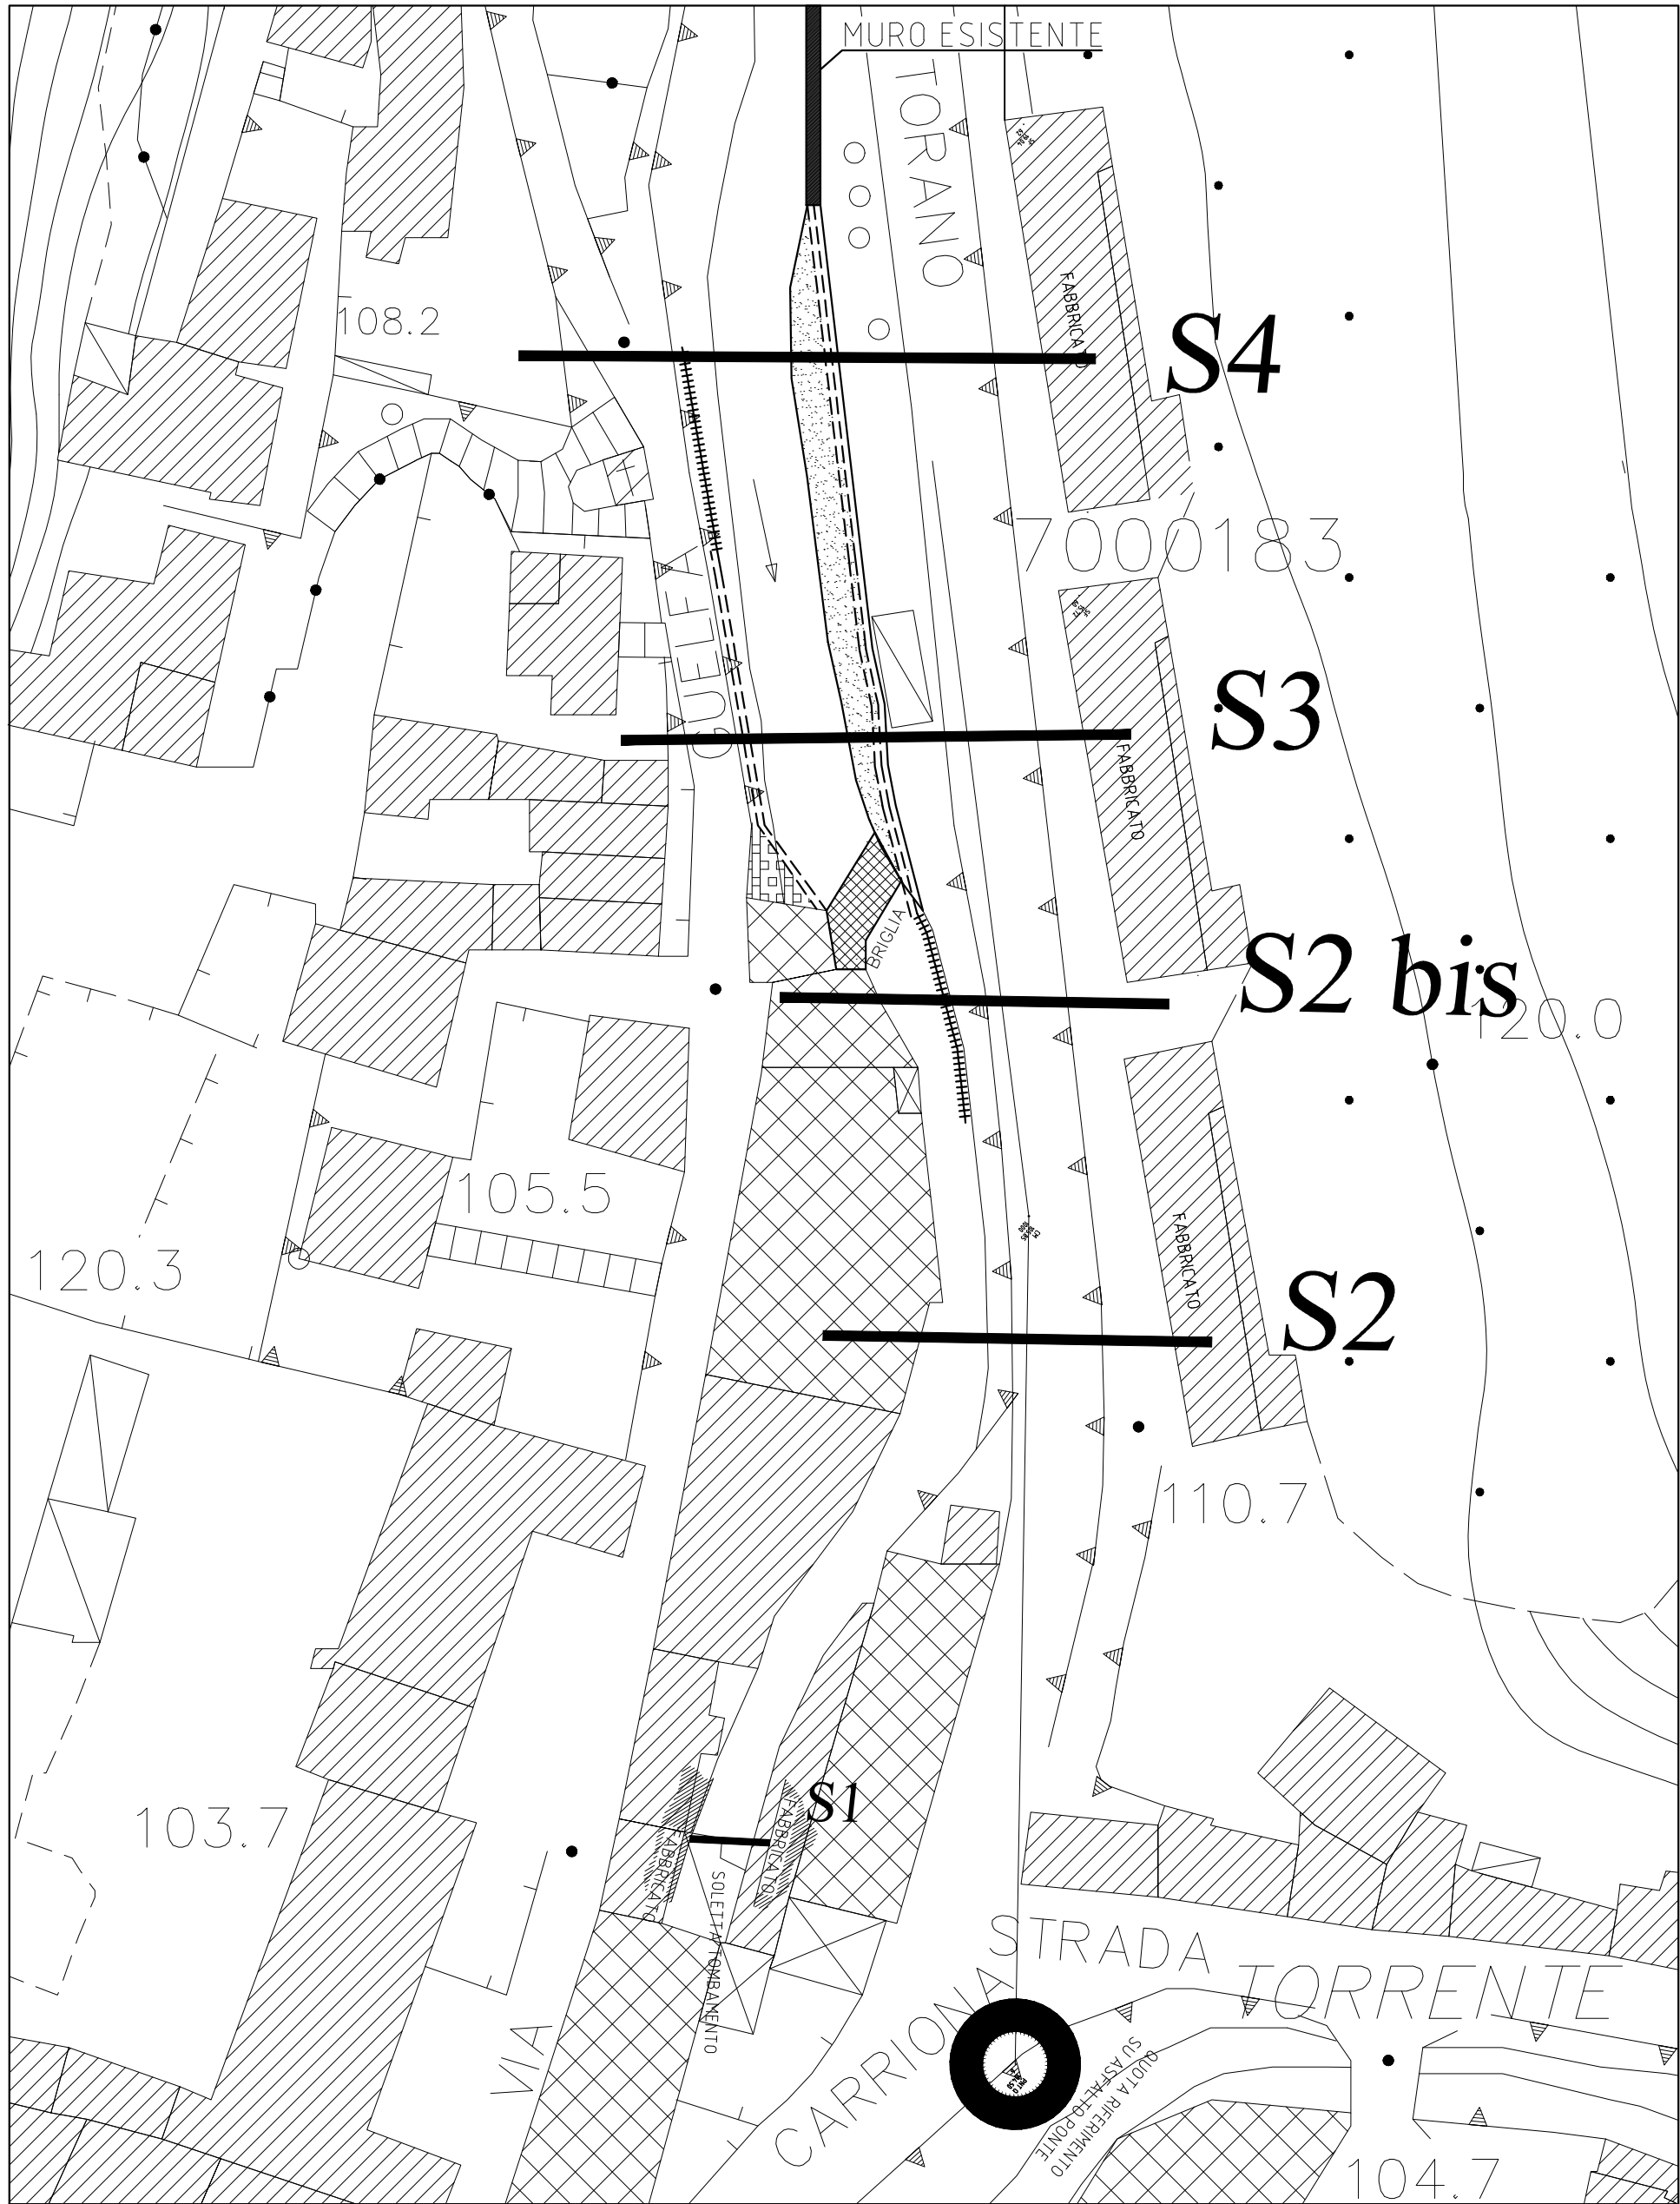 MURO ESISTENTE
TORANO
108.2
FABBRICATO
S4
7000183
GUELFA
S3
FABBRICATO
BRIGLIA
S2 bis
120.0
105.5
120.3
FABBRICATO
S2
110.7
103.7
S1
FABBRICATO
FABBRICATO
SOLETTA TOMBAMENTO
STRADA
TORRENTE
VIA
CARRIONA
QUOTA RIFERIMENTO
SU ASFALTO PONTE
104.7